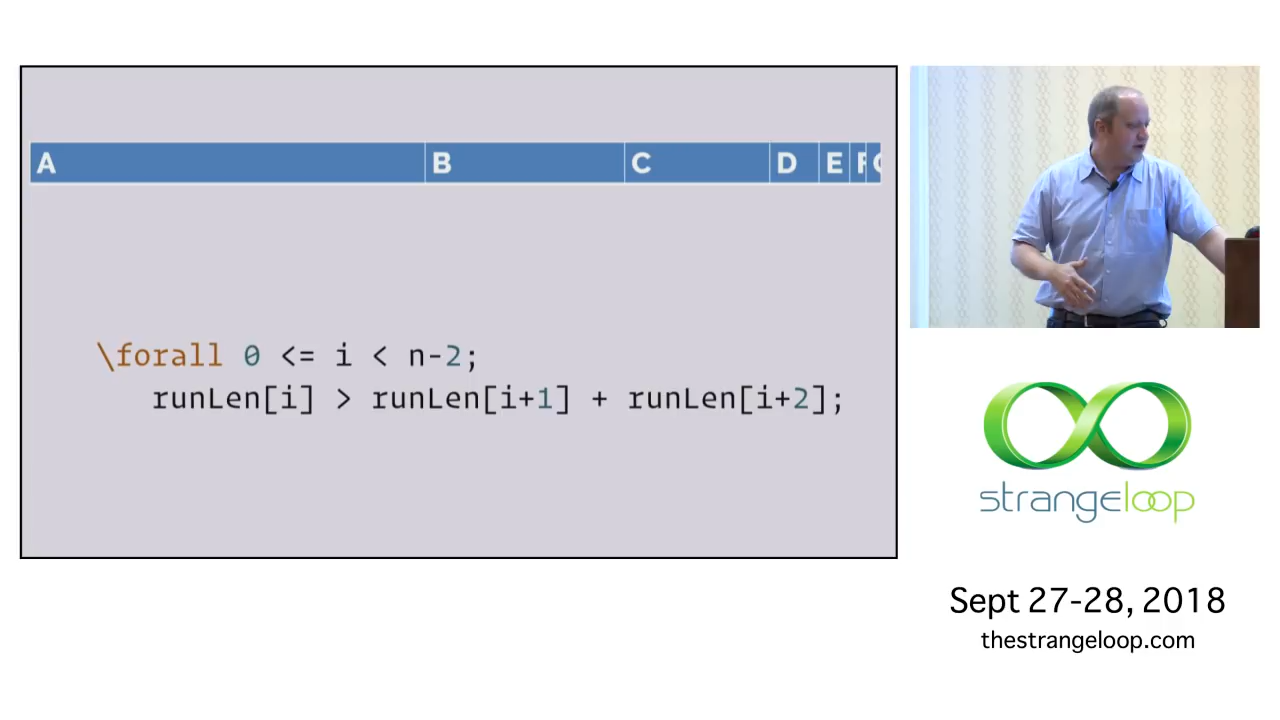 A B C D E F
\forall 0 <= i < n-2;
runLen[i] > runLen[i+1] + runLen[i+2];
strangeloop
Sept 27-28, 2018
thestrangeloop.com